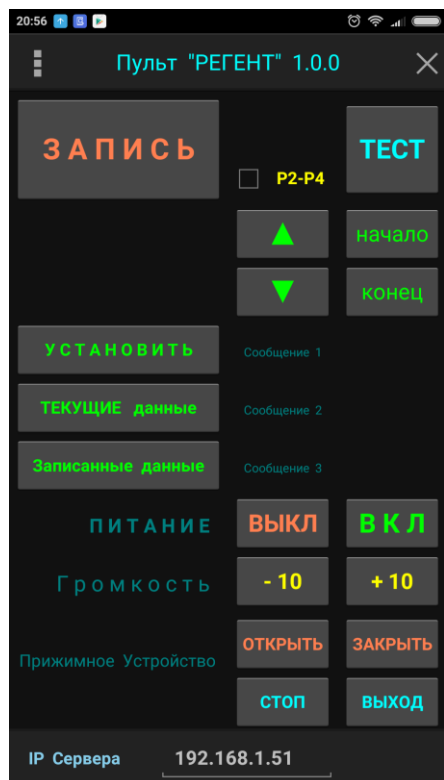 20:56
Пульт "РЕГЕНТ" 1.0.0
ЗАПИСЬ
ТЕСТ
Р2-Р4
▲
начало
▼
конец
УСТАНОВИТЬ
Сообщение 1
ТЕКУЩИЕ данные
Сообщение 2
Записанные данные
Сообщение 3
ПИТАНИЕ
ВЫКЛ
ВКЛ
Громкость
- 10
+ 10
Прижимное Устройство
ОТКРЫТЬ
ЗАКРЫТЬ
СТОП
ВЫХОД
IP Сервера
192.168.1.51